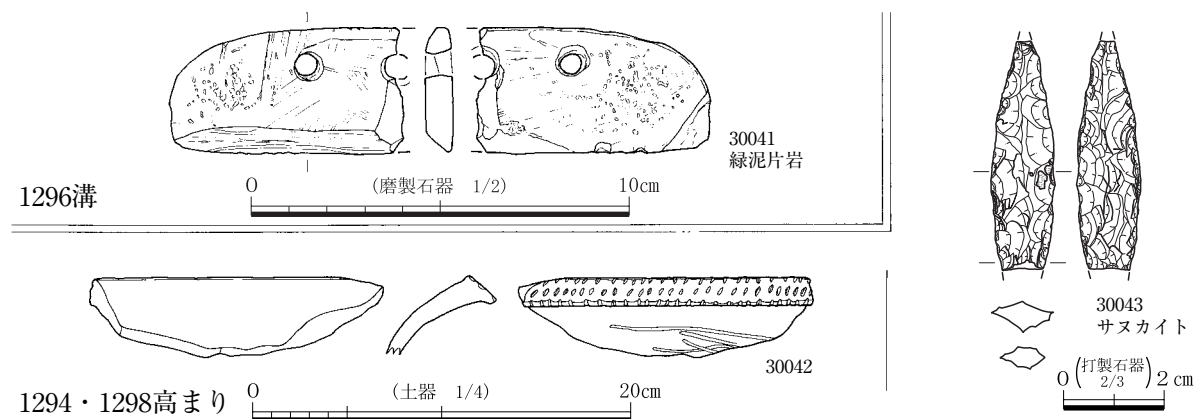 30041
緑泥片岩
1296溝
0 (磨製石器 1/2) 10cm
30042
1294・1298高まり
0 (土器 1/4) 20cm
30043
サヌカイト
0 (打製石器 2/3) 2 cm